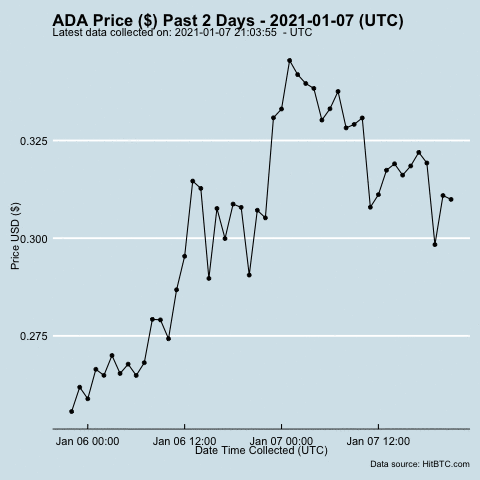 ADA Price ($) Past 2 Days - 2021-01-07 (UTC)
Latest data collected on: 2021-01-07 21:03:55  - UTC
0.325
0.300
0.275
Price USD ($)
Jan 06 00:00 Jan 06 12:00 Jan 07 00:00 Jan 07 12:00
Date Time Collected (UTC)
Data source: HitBTC.com